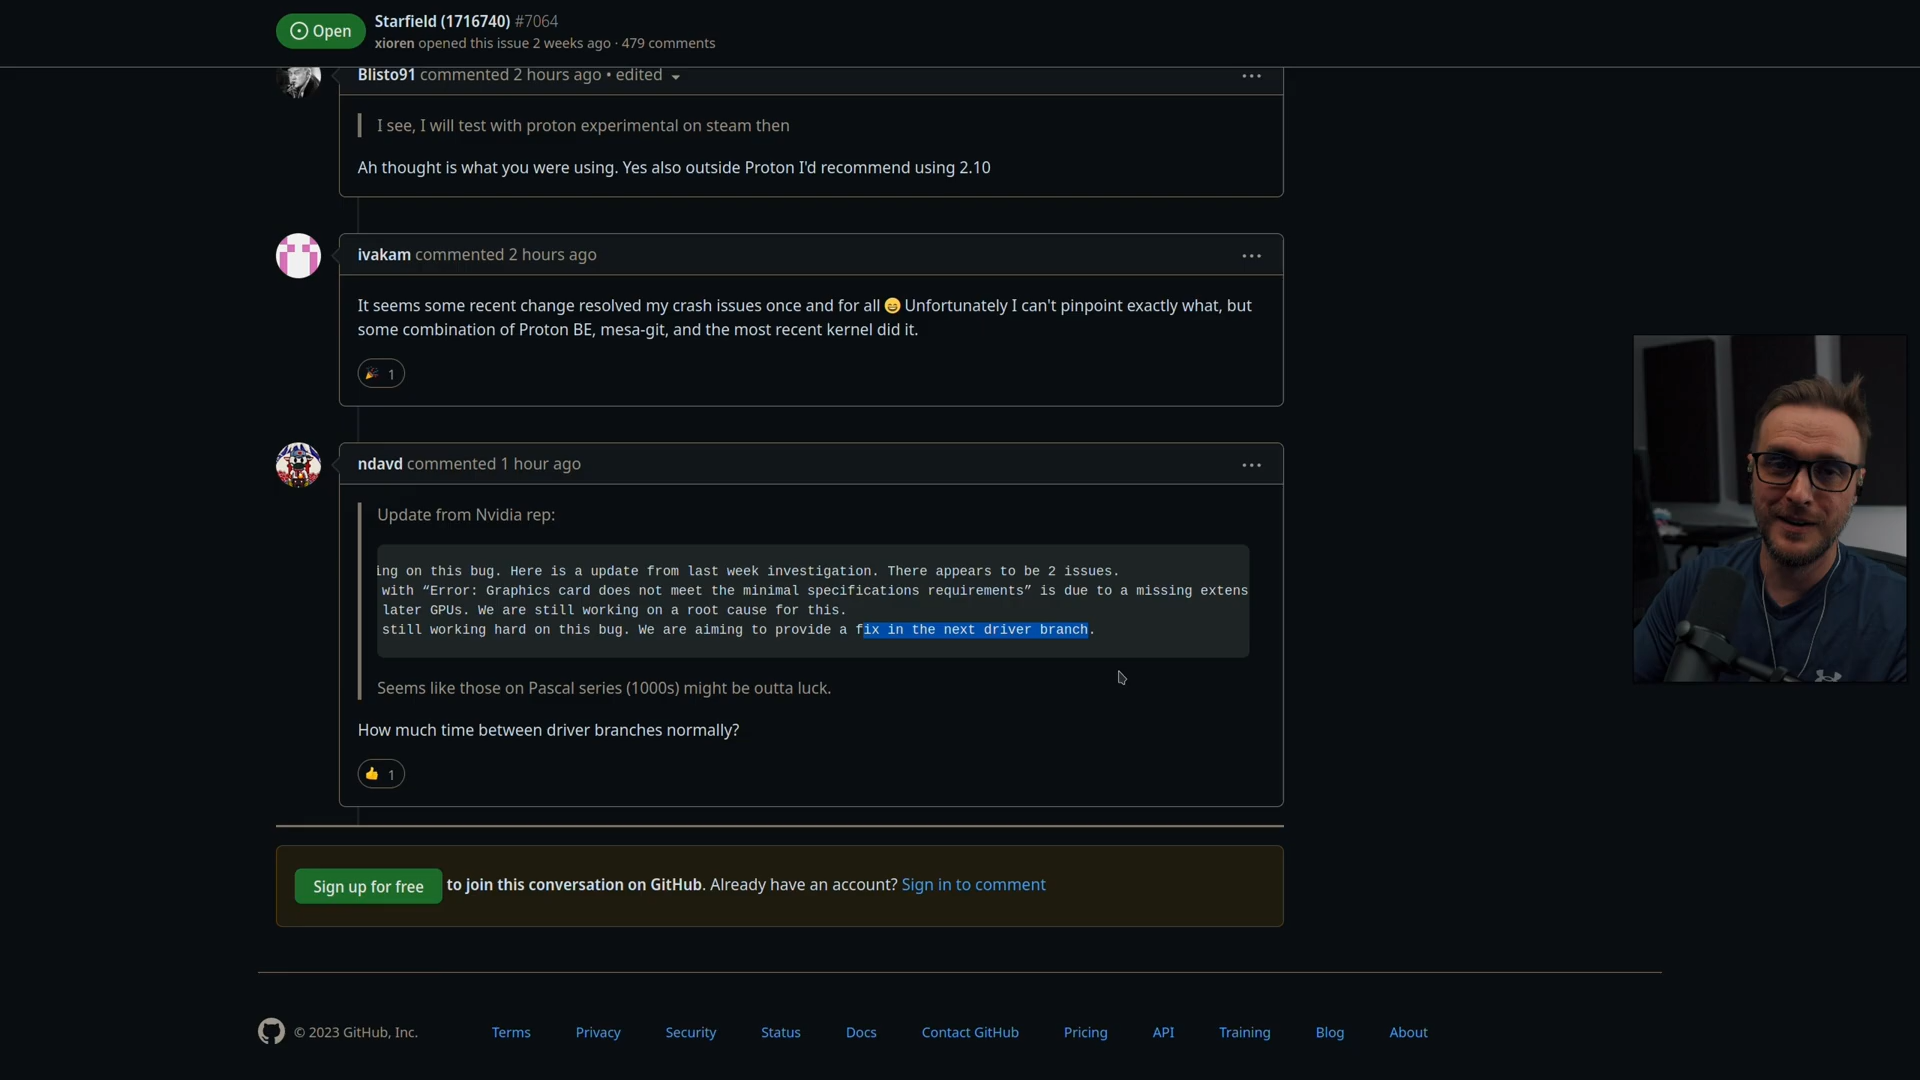 Open
Starfield (1716740) #7064
xioren opened this issue 2 weeks ago · 479 comments
Blisto91 commented 2 hours ago • edited
I see, I will test with proton experimental on steam then
Ah thought is what you were using. Yes also outside Proton I'd recommend using 2.10
ivakam commented 2 hours ago
It seems some recent change resolved my crash issues once and for all 😄 Unfortunately I can't pinpoint exactly what, but
some combination of Proton BE, mesa-git, and the most recent kernel did it.
🎉 1
ndavd commented 1 hour ago
Update from Nvidia rep:
ing on this bug. Here is a update from last week investigation. There appears to be 2 issues.
with “Error: Graphics card does not meet the minimal specifications requirements” is due to a missing extens
later GPUs. We are still working on a root cause for this.
still working hard on this bug. We are aiming to provide a fix in the next driver branch.
Seems like those on Pascal series (1000s) might be outta luck.
How much time between driver branches normally?
👍 1
Sign up for free to join this conversation on GitHub. Already have an account? Sign in to comment
© 2023 GitHub, Inc. Terms Privacy Security Status Docs Contact GitHub Pricing API Training Blog About